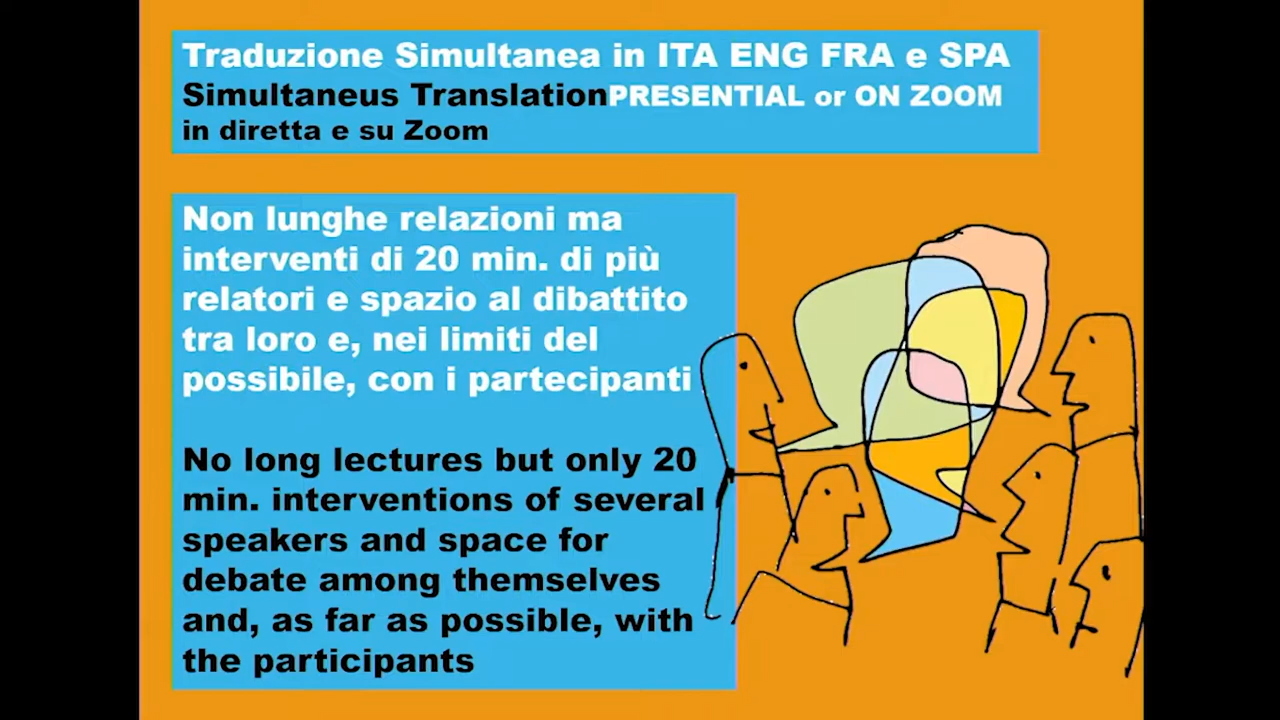 Traduzione Simultanea in ITA ENG FRA e SPA
Simultaneus TranslationPRESENTIAL or ON ZOOM
in diretta e su Zoom
Non lunghe relazioni ma
interventi di 20 min. di più
relatori e spazio al dibattito
tra loro e, nei limiti del
possibile, con i partecipanti
No long lectures but only 20
min. interventions of several
speakers and space for
debate among themselves
and, as far as possible, with
the participants